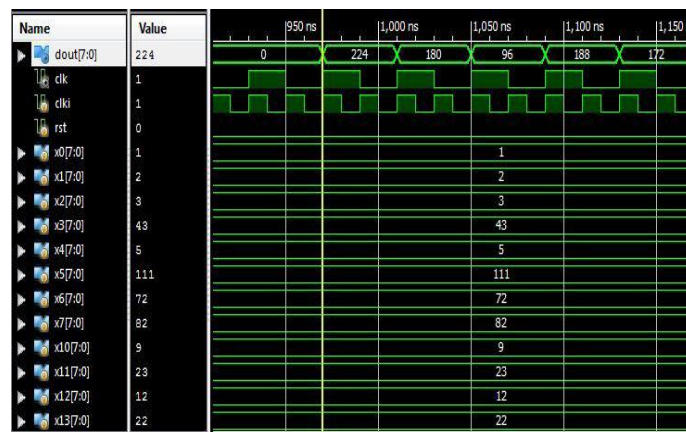 Name Value 950 ns 1,000 ns 1,050 ns 1,100 ns 1,150
dout[7:0] 224 0 224 180 96 188 172
clk 1
clki 1
rst 0
x0[7:0] 1 1
x1[7:0] 2 2
x2[7:0] 3 3
x3[7:0] 43 43
x4[7:0] 5 5
x5[7:0] 111 111
x6[7:0] 72 72
x7[7:0] 82 82
x10[7:0] 9 9
x11[7:0] 23 23
x12[7:0] 12 12
x13[7:0] 22 22